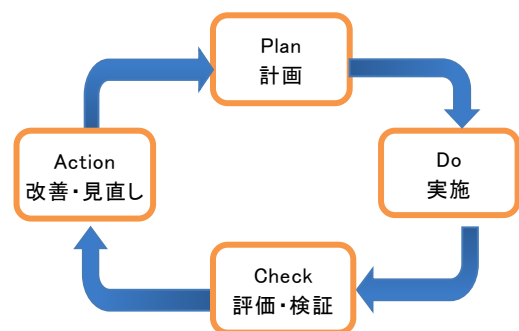 Plan
計画
Do
実施
Check
評価・検証
Action
改善・見直し